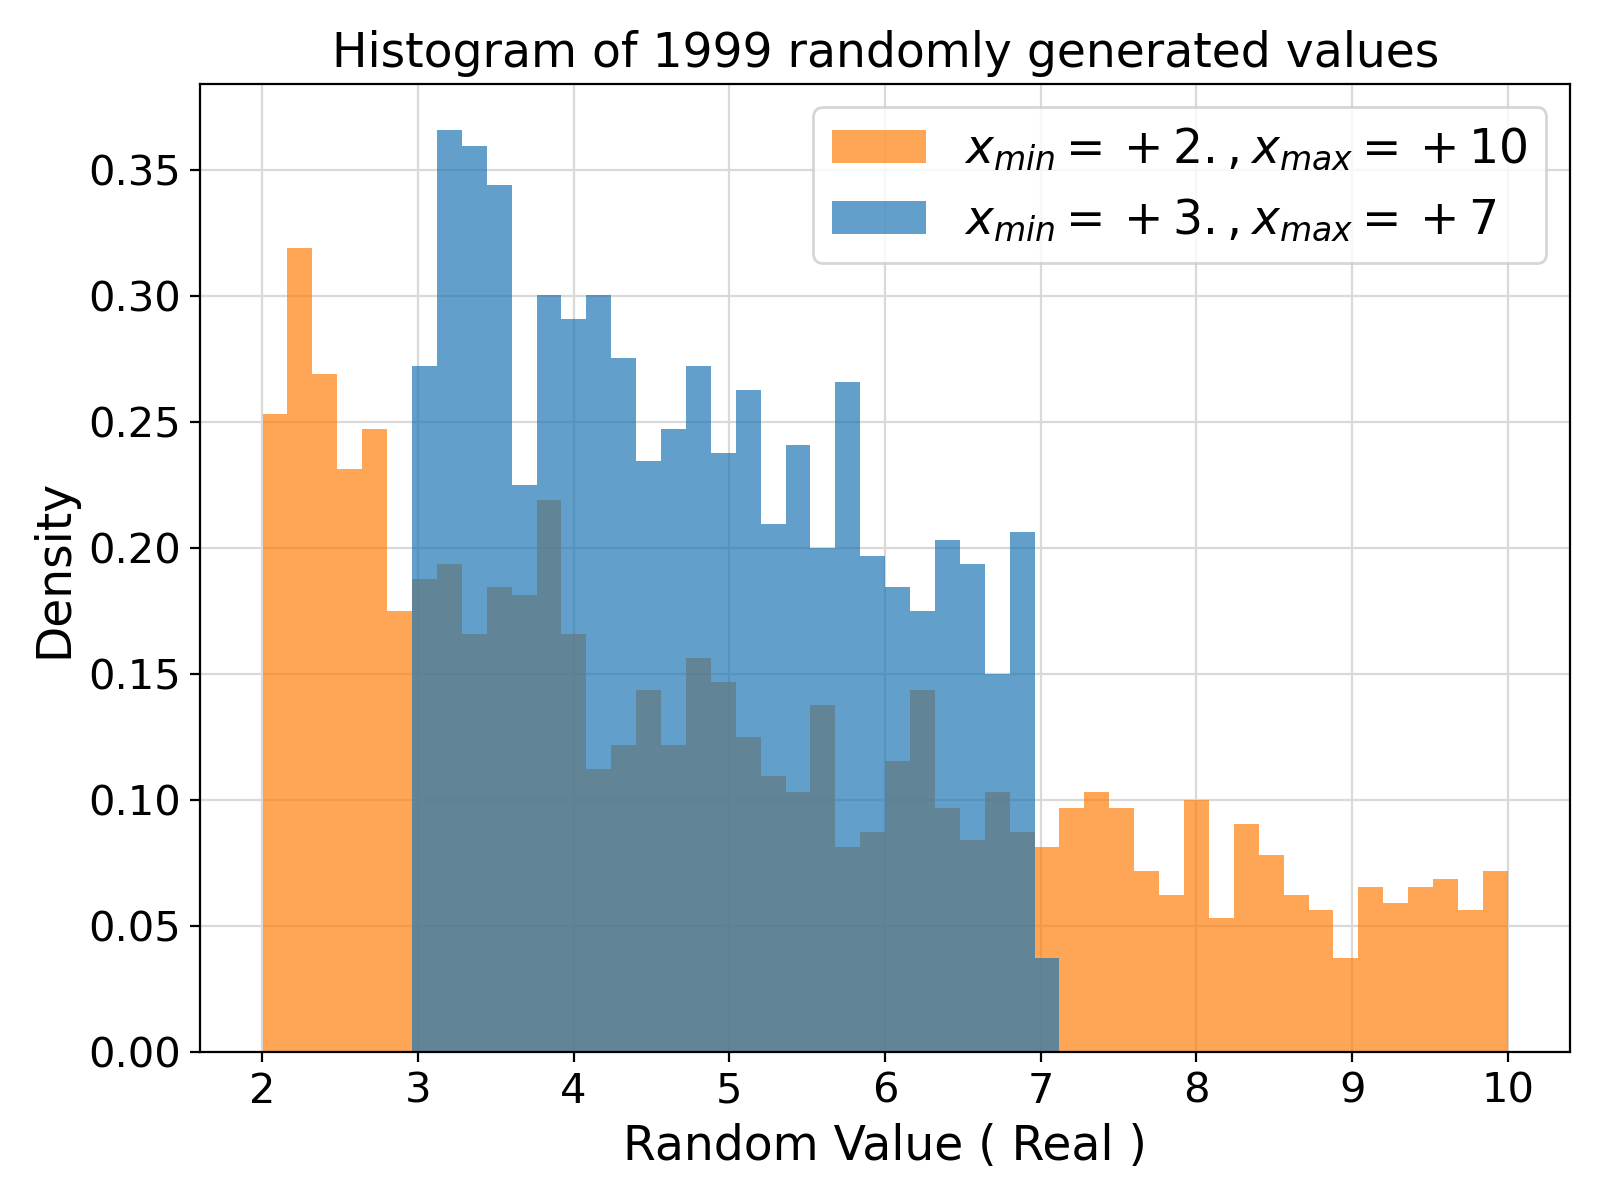 Histogram of 1999 randomly generated values
x_{min} = +2., x_{max} = +10
x_{min} = +3., x_{max} = +7
Density
0.35
0.30
0.25
0.20
0.15
0.10
0.05
0.00
2 3 4 5 6 7 8 9 10
Random Value ( Real )